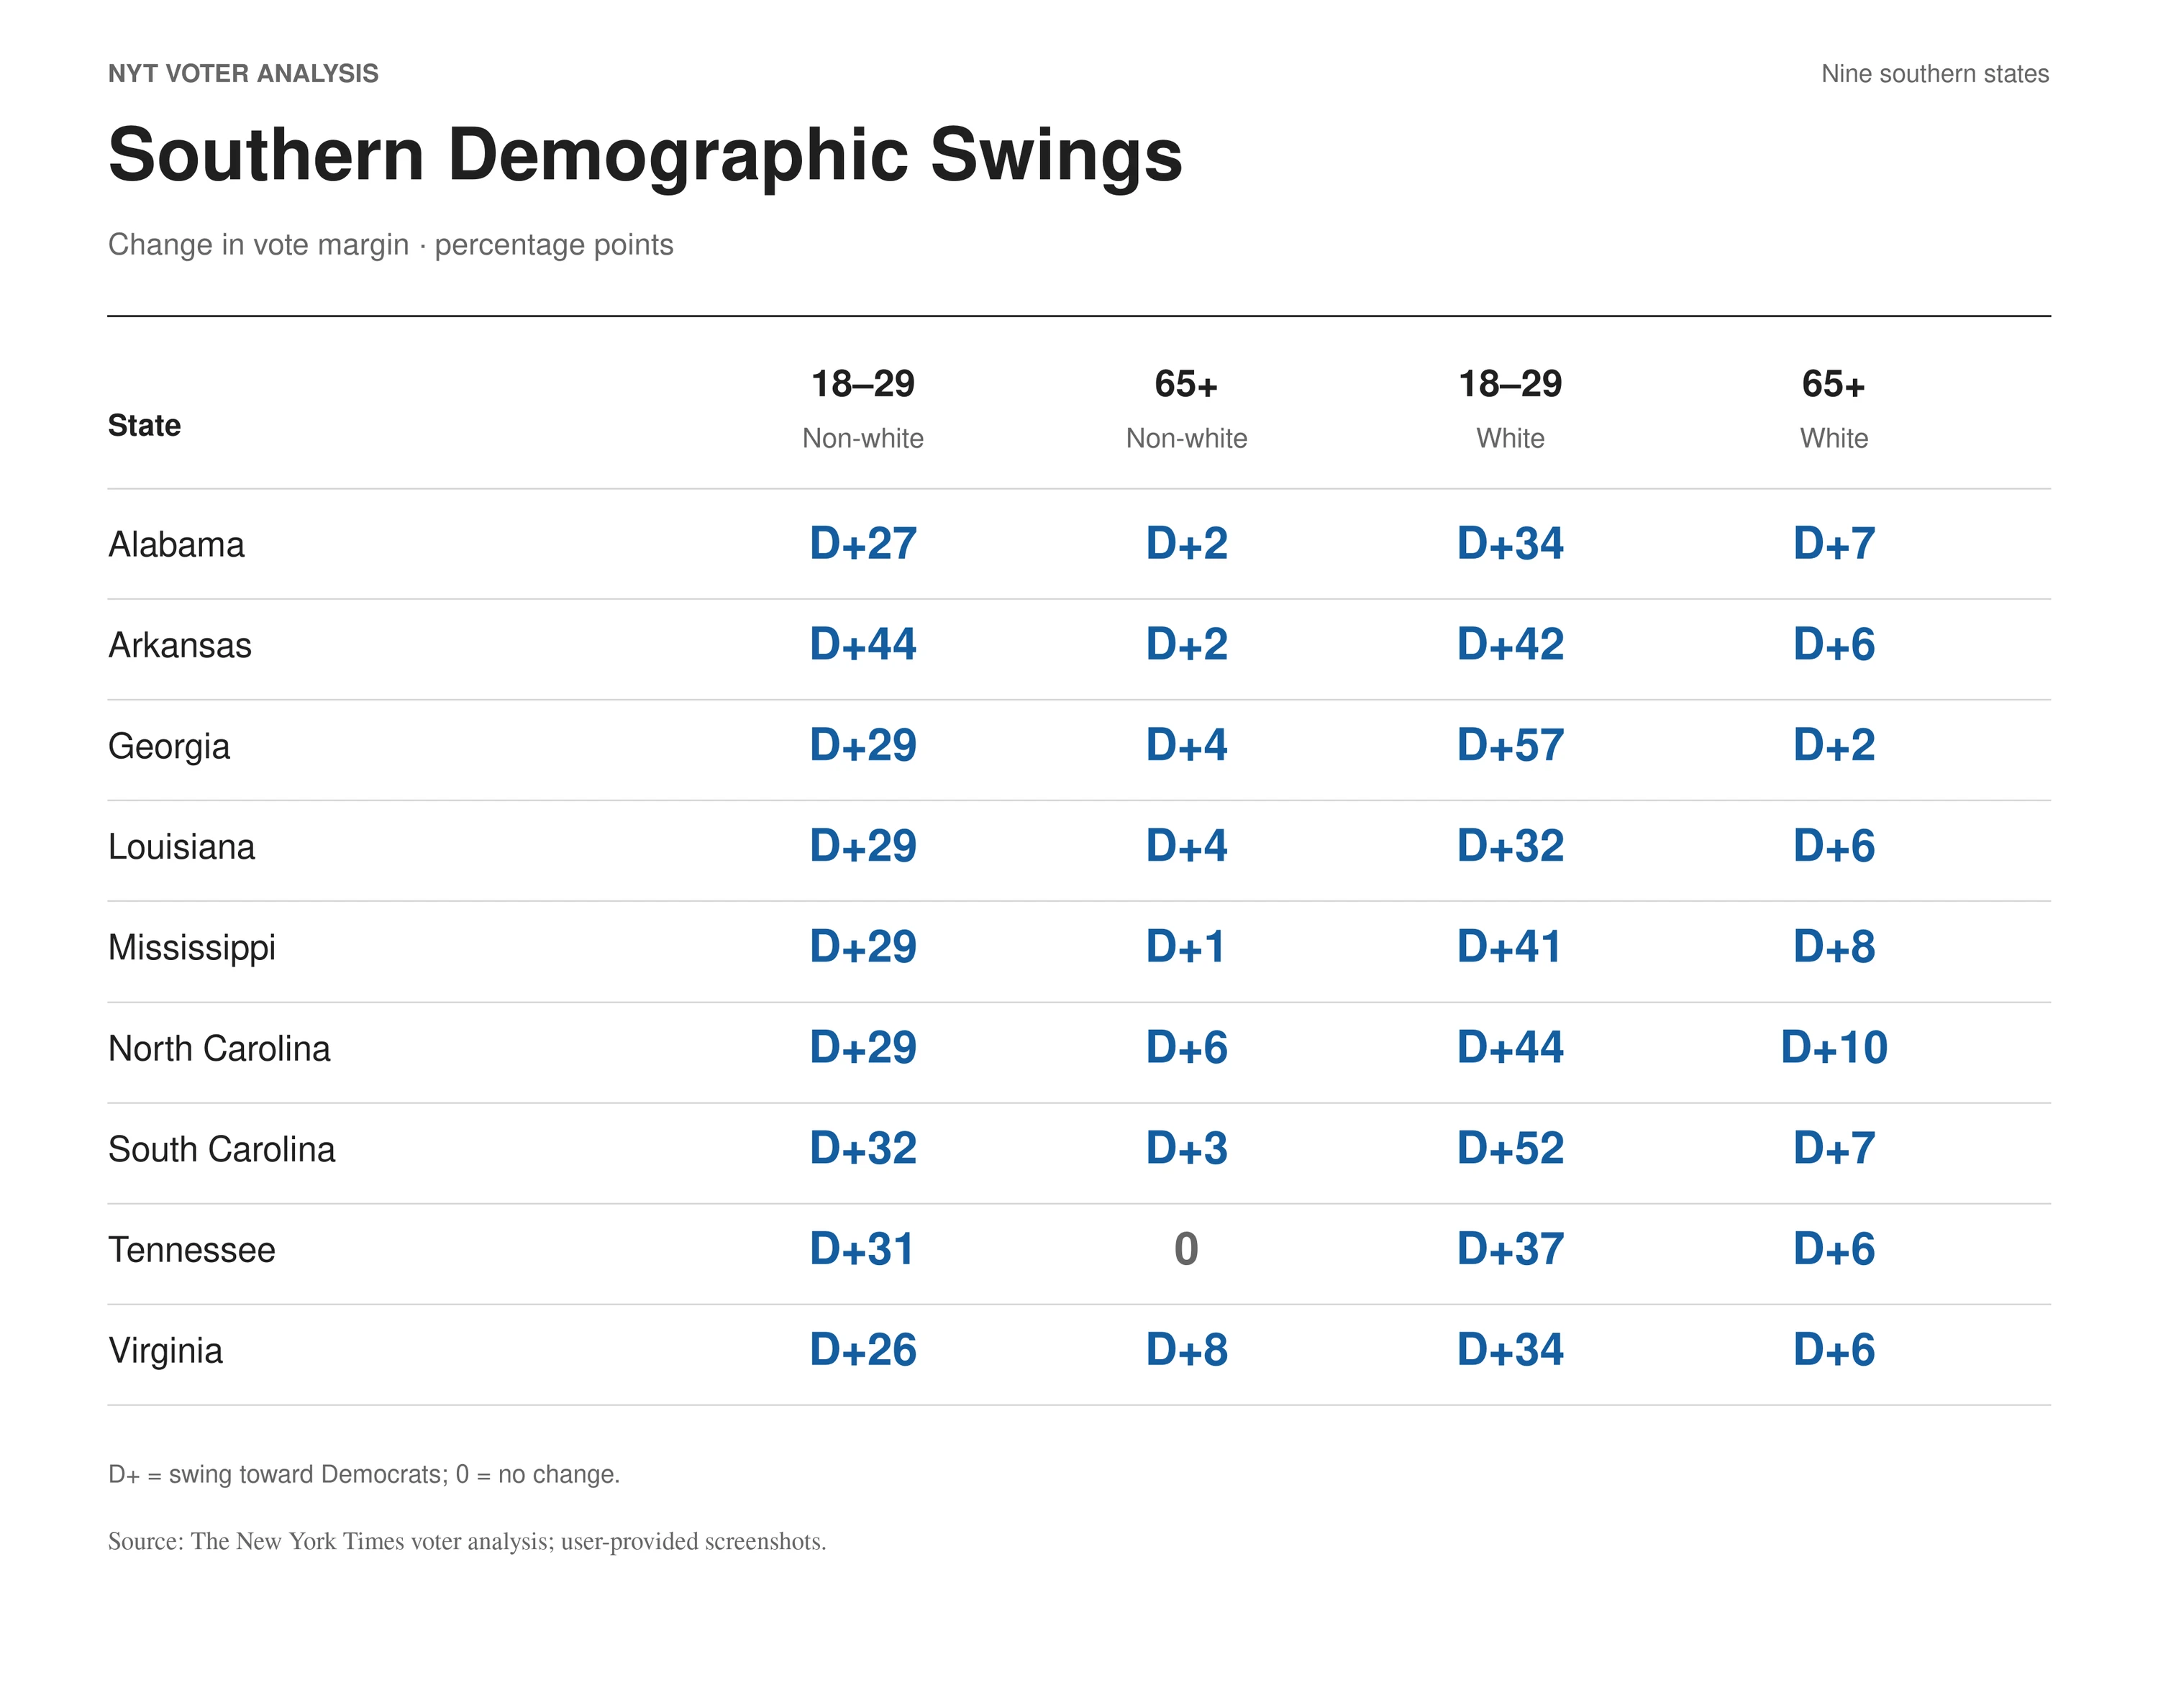 NYT VOTER ANALYSIS
Nine southern states
Southern Demographic Swings
Change in vote margin · percentage points
State 18–29 Non-white 65+ Non-white 18–29 White 65+ White
Alabama D+27 D+2 D+34 D+7
Arkansas D+44 D+2 D+42 D+6
Georgia D+29 D+4 D+57 D+2
Louisiana D+29 D+4 D+32 D+6
Mississippi D+29 D+1 D+41 D+8
North Carolina D+29 D+6 D+44 D+10
South Carolina D+32 D+3 D+52 D+7
Tennessee D+31 0 D+37 D+6
Virginia D+26 D+8 D+34 D+6
D+ = swing toward Democrats; 0 = no change.
Source: The New York Times voter analysis; user-provided screenshots.